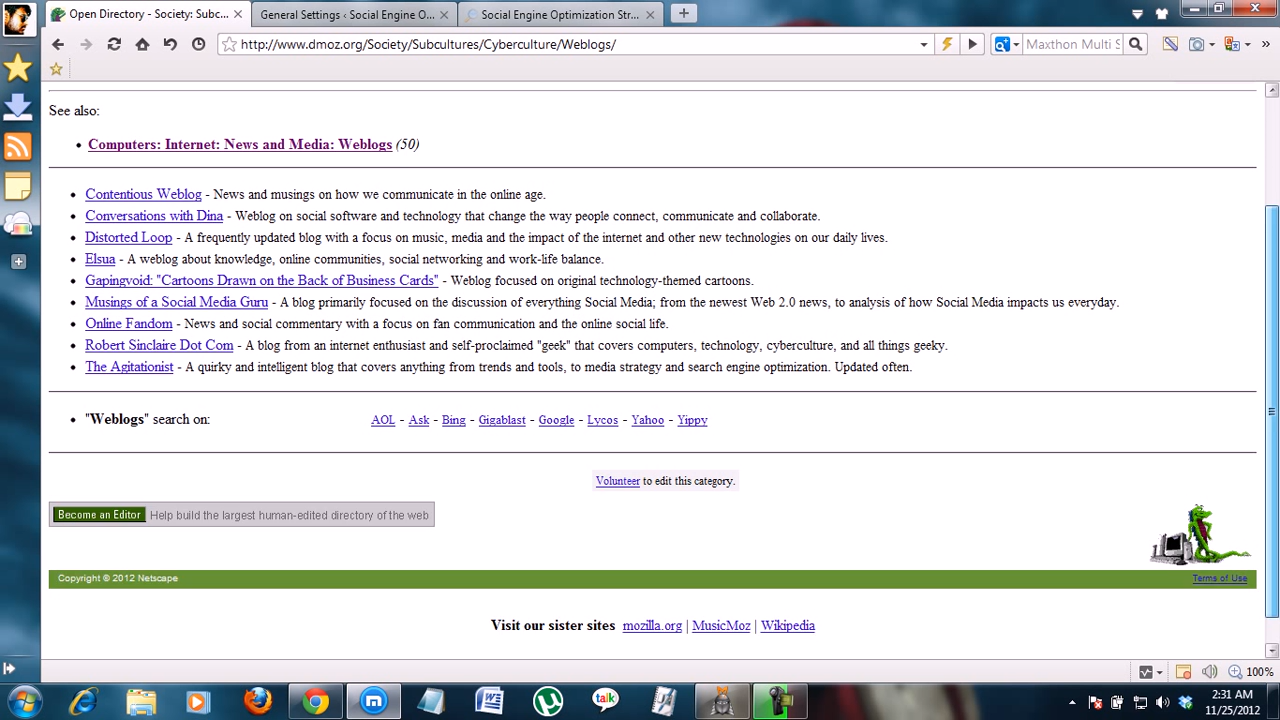 Open Directory - Society: Subc...
General Settings ‹ Social Engine O...
Social Engine Optimization Str...
http://www.dmoz.org/Society/Subcultures/Cyberculture/Weblogs/
Maxthon Multi S
See also:
Computers: Internet: News and Media: Weblogs (50)
Contentious Weblog - News and musings on how we communicate in the online age.
Conversations with Dina - Weblog on social software and technology that change the way people connect, communicate and collaborate.
Distorted Loop - A frequently updated blog with a focus on music, media and the impact of the internet and other new technologies on our daily lives.
Elsua - A weblog about knowledge, online communities, social networking and work-life balance.
Gapingvoid: "Cartoons Drawn on the Back of Business Cards" - Weblog focused on original technology-themed cartoons.
Musings of a Social Media Guru - A blog primarily focused on the discussion of everything Social Media; from the newest Web 2.0 news, to analysis of how Social Media impacts us everyday.
Online Fandom - News and social commentary with a focus on fan communication and the online social life.
Robert Sinclaire Dot Com - A blog from an internet enthusiast and self-proclaimed "geek" that covers computers, technology, cyberculture, and all things geeky.
The Agitationist - A quirky and intelligent blog that covers anything from trends and tools, to media strategy and search engine optimization. Updated often.
"Weblogs" search on: AOL - Ask - Bing - Gigablast - Google - Lycos - Yahoo - Yippy
Volunteer to edit this category.
Become an Editor Help build the largest human-edited directory of the web
Copyright © 2012 Netscape
Terms of Use
Visit our sister sites mozilla.org | MusicMoz | Wikipedia
100%
talk
2:31 AM
11/25/2012